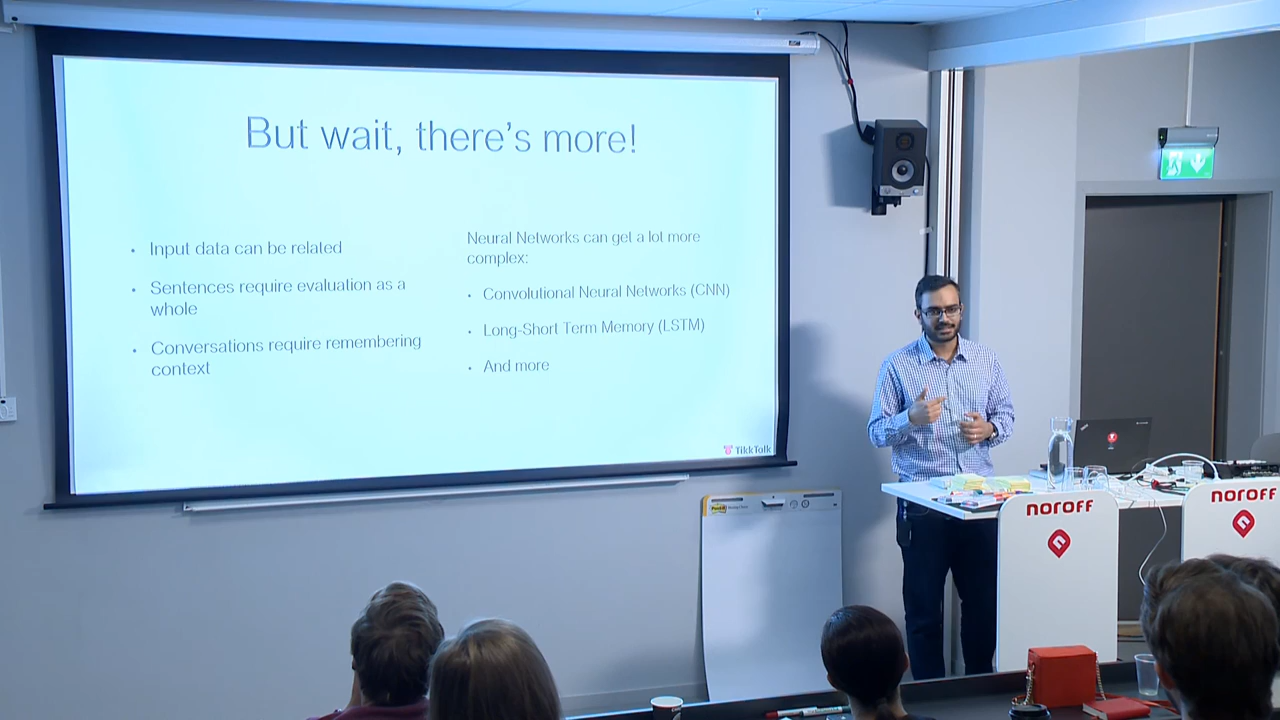 But wait, there's more!
• Input data can be related
• Sentences require evaluation as a
whole
• Conversations require remembering
context
Neural Networks can get a lot more
complex:
• Convolutional Neural Networks (CNN)
• Long-Short Term Memory (LSTM)
• And more
TikkTalk
Post-it
noroff
noroff